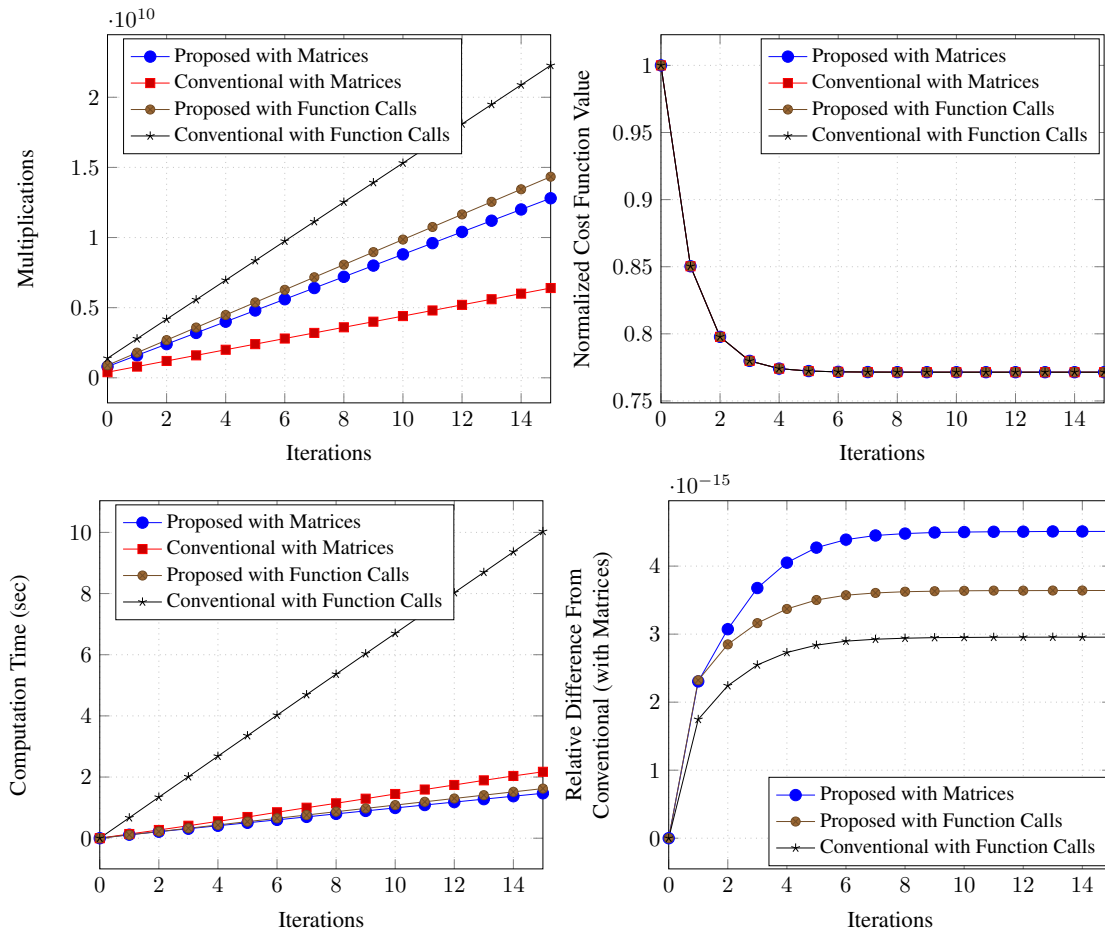 ·10^10
Proposed with Matrices
Conventional with Matrices
Proposed with Function Calls
Conventional with Function Calls
2
1.5
1
0.5
0
Multiplications
0 2 4 6 8 10 12 14
Iterations
Proposed with Matrices
Conventional with Matrices
Proposed with Function Calls
Conventional with Function Calls
1
0.95
0.9
0.85
0.8
0.75
Normalized Cost Function Value
0 2 4 6 8 10 12 14
Iterations
Proposed with Matrices
Conventional with Matrices
Proposed with Function Calls
Conventional with Function Calls
10
8
6
4
2
0
Computation Time (sec)
0 2 4 6 8 10 12 14
Iterations
·10^−15
4
3
2
1
0
Relative Difference From
Conventional (with Matrices)
Proposed with Matrices
Proposed with Function Calls
Conventional with Function Calls
0 2 4 6 8 10 12 14
Iterations